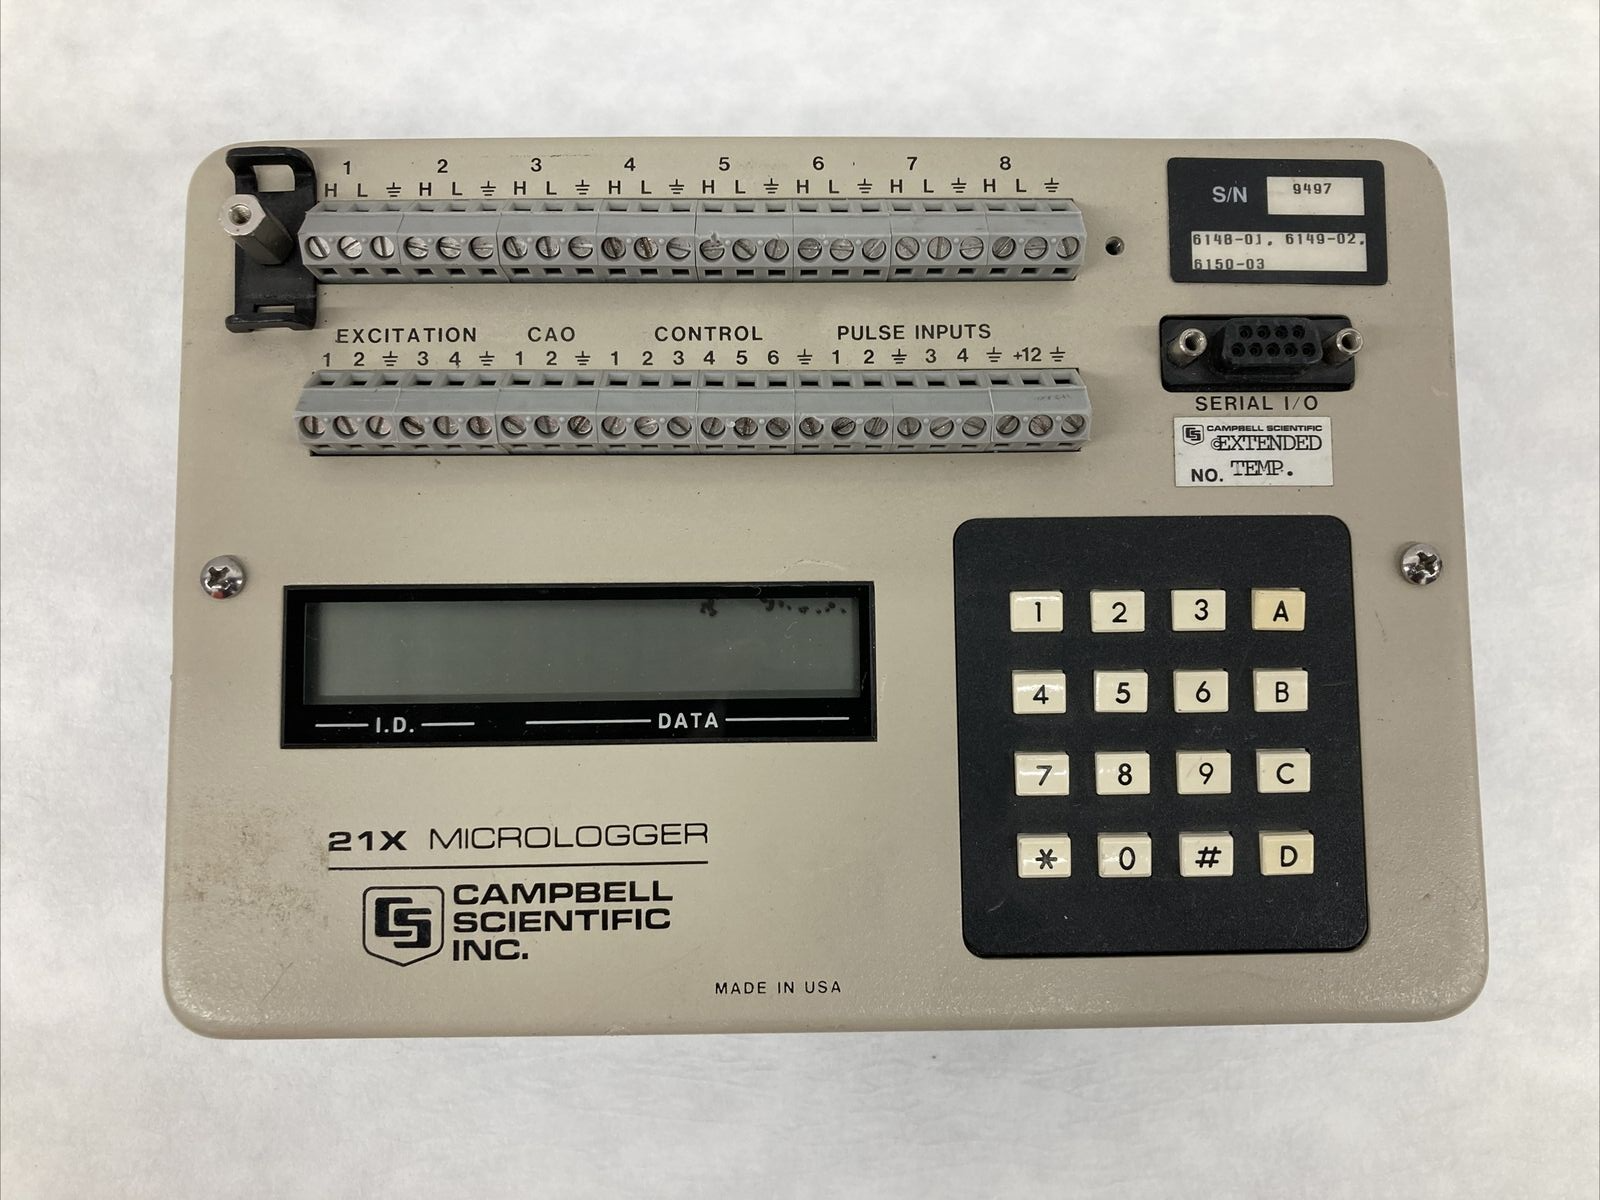 1 2 3 4 5 6 7 8
H L H L H L H L H L H L H L H L
S/N 9497
6148-01, 6149-02,
6150-03
EXCITATION CAO CONTROL PULSE INPUTS
1 2 3 4 1 2 1 2 3 4 5 6 1 2 3 4 +12
SERIAL I/O
CAMPBELL SCIENTIFIC
EXTENDED
NO. TEMP.
I.D. DATA
1 2 3 A
4 5 6 B
7 8 9 C
* 0 # D
21X MICROLOGGER
CS CAMPBELL
SCIENTIFIC
INC.
MADE IN USA